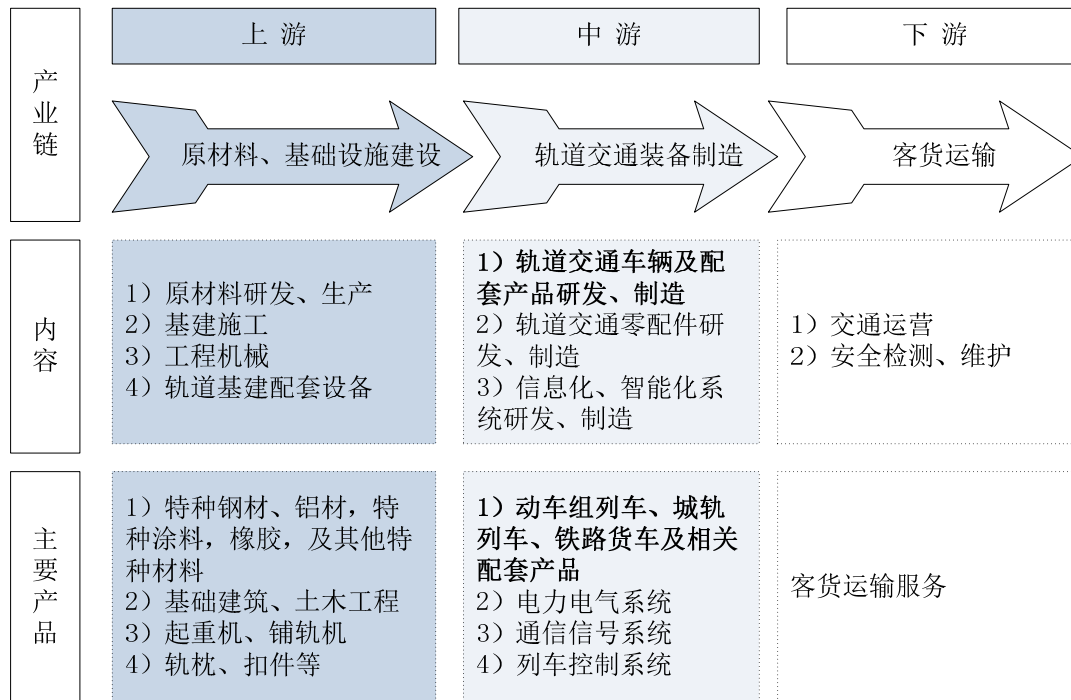 产业链
上 游
中 游
下 游
原材料、基础设施建设
轨道交通装备制造
客货运输
内容
1）原材料研发、生产
2）基建施工
3）工程机械
4）轨道基建配套设备
1）轨道交通车辆及配
套产品研发、制造
2）轨道交通零配件研
发、制造
3）信息化、智能化系
统研发、制造
1）交通运营
2）安全检测、维护
主要产品
1）特种钢材、铝材，特
种涂料，橡胶，及其他特
种材料
2）基础建筑、土木工程
3）起重机、铺轨机
4）轨枕、扣件等
1）动车组列车、城轨
列车、铁路货车及相关
配套产品
2）电力电气系统
3）通信信号系统
4）列车控制系统
客货运输服务